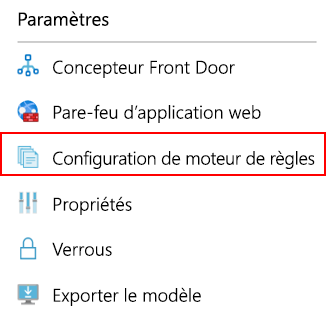 Paramètres
Concepteur Front Door
Pare-feu d’application web
Configuration de moteur de règles
Propriétés
Verrous
Exporter le modèle